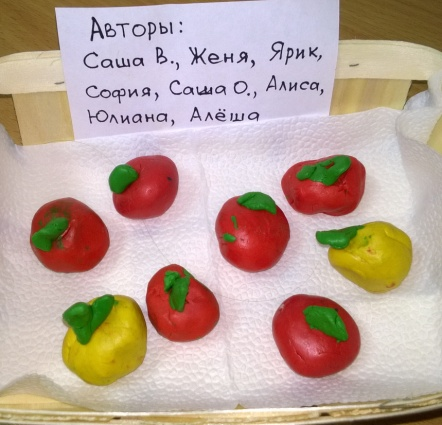 Авторы:
Саша В., Женя, Ярик,
София, Саша О., Алиса,
Юлиана, Алёша